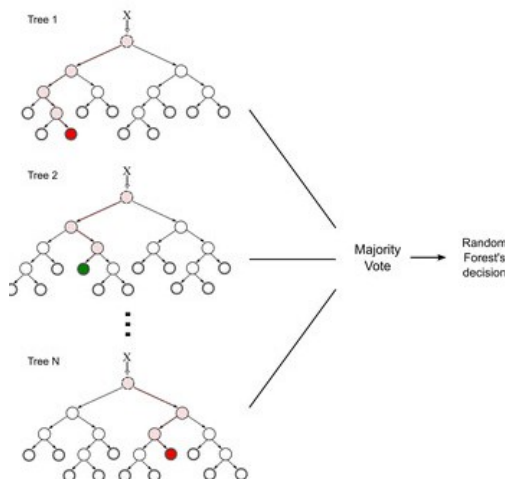 Tree 1
X
Tree 2
X
Majority
Vote
Random
Forest's
decision
Tree N
X